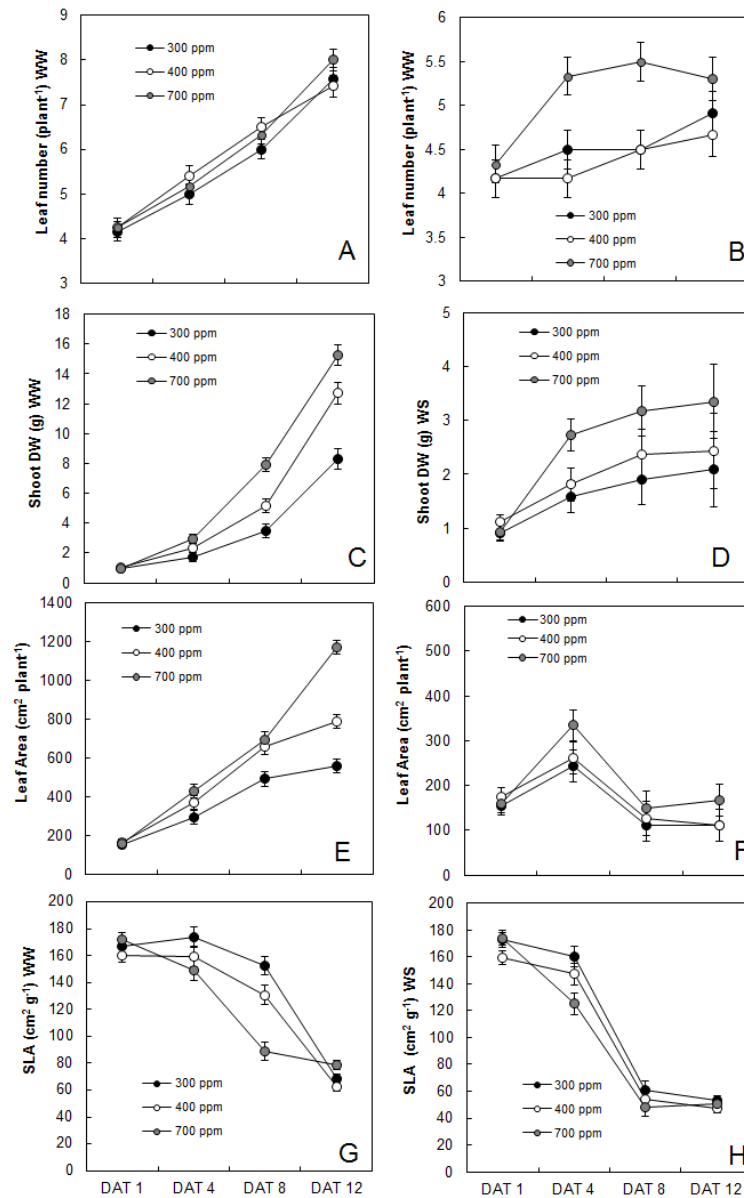 Leaf number (plant-1) WW
9
8
7
6
5
4
3
300 ppm
400 ppm
700 ppm
A
Leaf number (plant-1) WW
6
5.5
5
4.5
4
3.5
3
300 ppm
400 ppm
700 ppm
B
Shoot DW (g) WW
18
16
14
12
10
8
6
4
2
0
300 ppm
400 ppm
700 ppm
C
Shoot DW (g) WS
5
4
3
2
1
0
300 ppm
400 ppm
700 ppm
D
Leaf Area (cm2 plant-1)
1400
1200
1000
800
600
400
200
0
300 ppm
400 ppm
700 ppm
E
Leaf Area (cm2 plant-1)
600
500
400
300
200
100
0
300 ppm
400 ppm
700 ppm
F
SLA (cm2 g-1) WW
200
180
160
140
120
100
80
60
40
20
0
300 ppm
400 ppm
700 ppm
G
DAT 1 DAT 4 DAT 8 DAT 12
SLA (cm2 g-1) WS
200
180
160
140
120
100
80
60
40
20
0
300 ppm
400 ppm
700 ppm
H
DAT 1 DAT 4 DAT 8 DAT 12